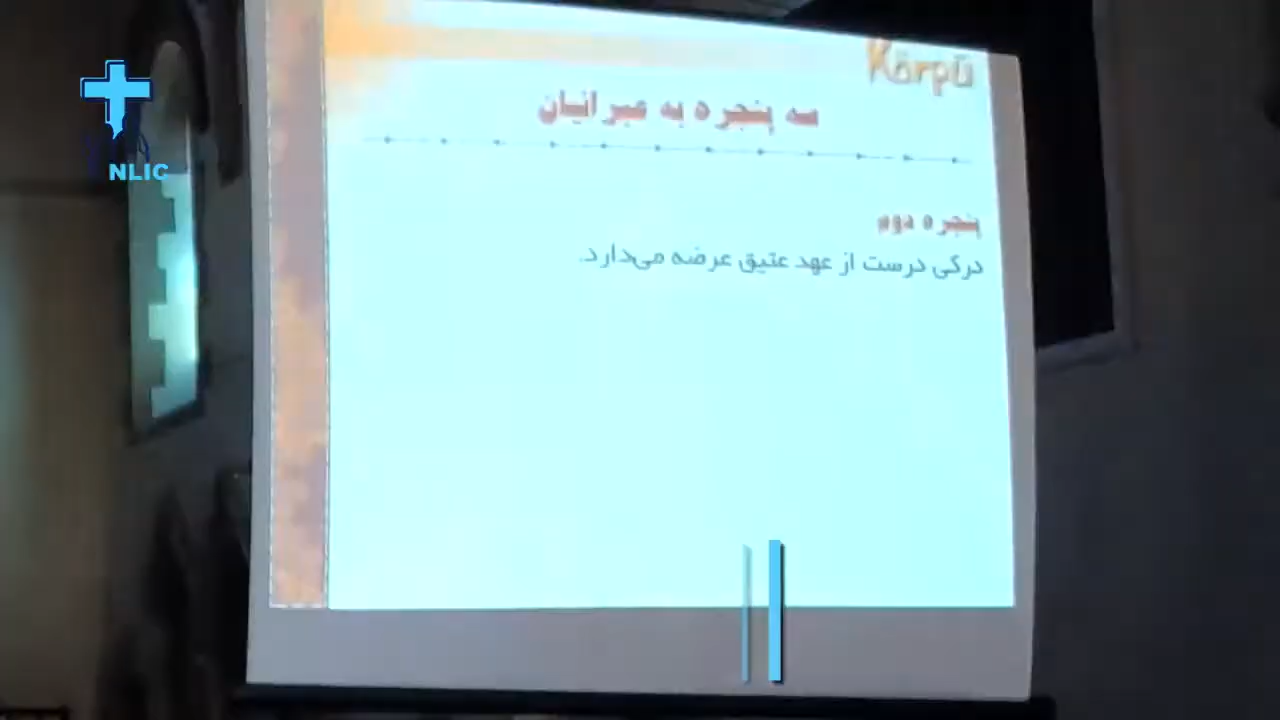 NLIC
Körpü
سه پنجره به عبرانیان
پنجره دوم
درکی درست از عهد عتیق عرضه می‌دارد.